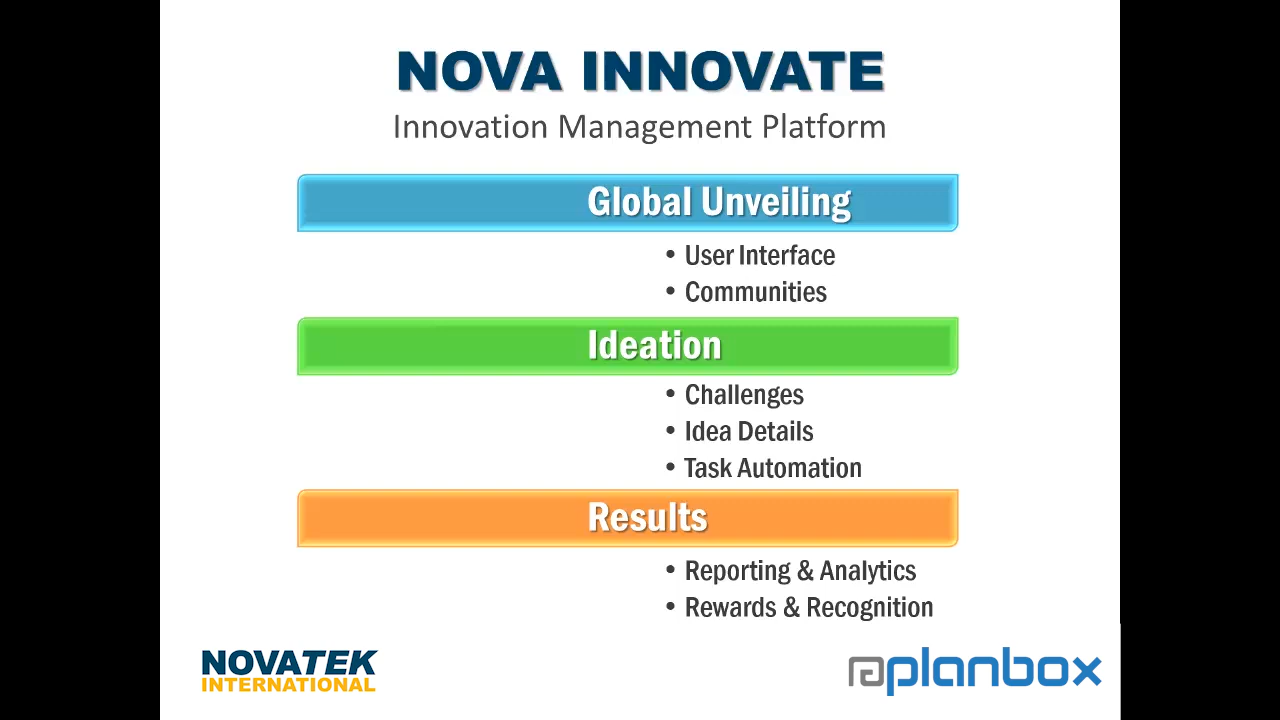 NOVA INNOVATE
Innovation Management Platform
Global Unveiling
• User Interface
• Communities
Ideation
• Challenges
• Idea Details
• Task Automation
Results
• Reporting & Analytics
• Rewards & Recognition
NOVATEK
INTERNATIONAL
planbox